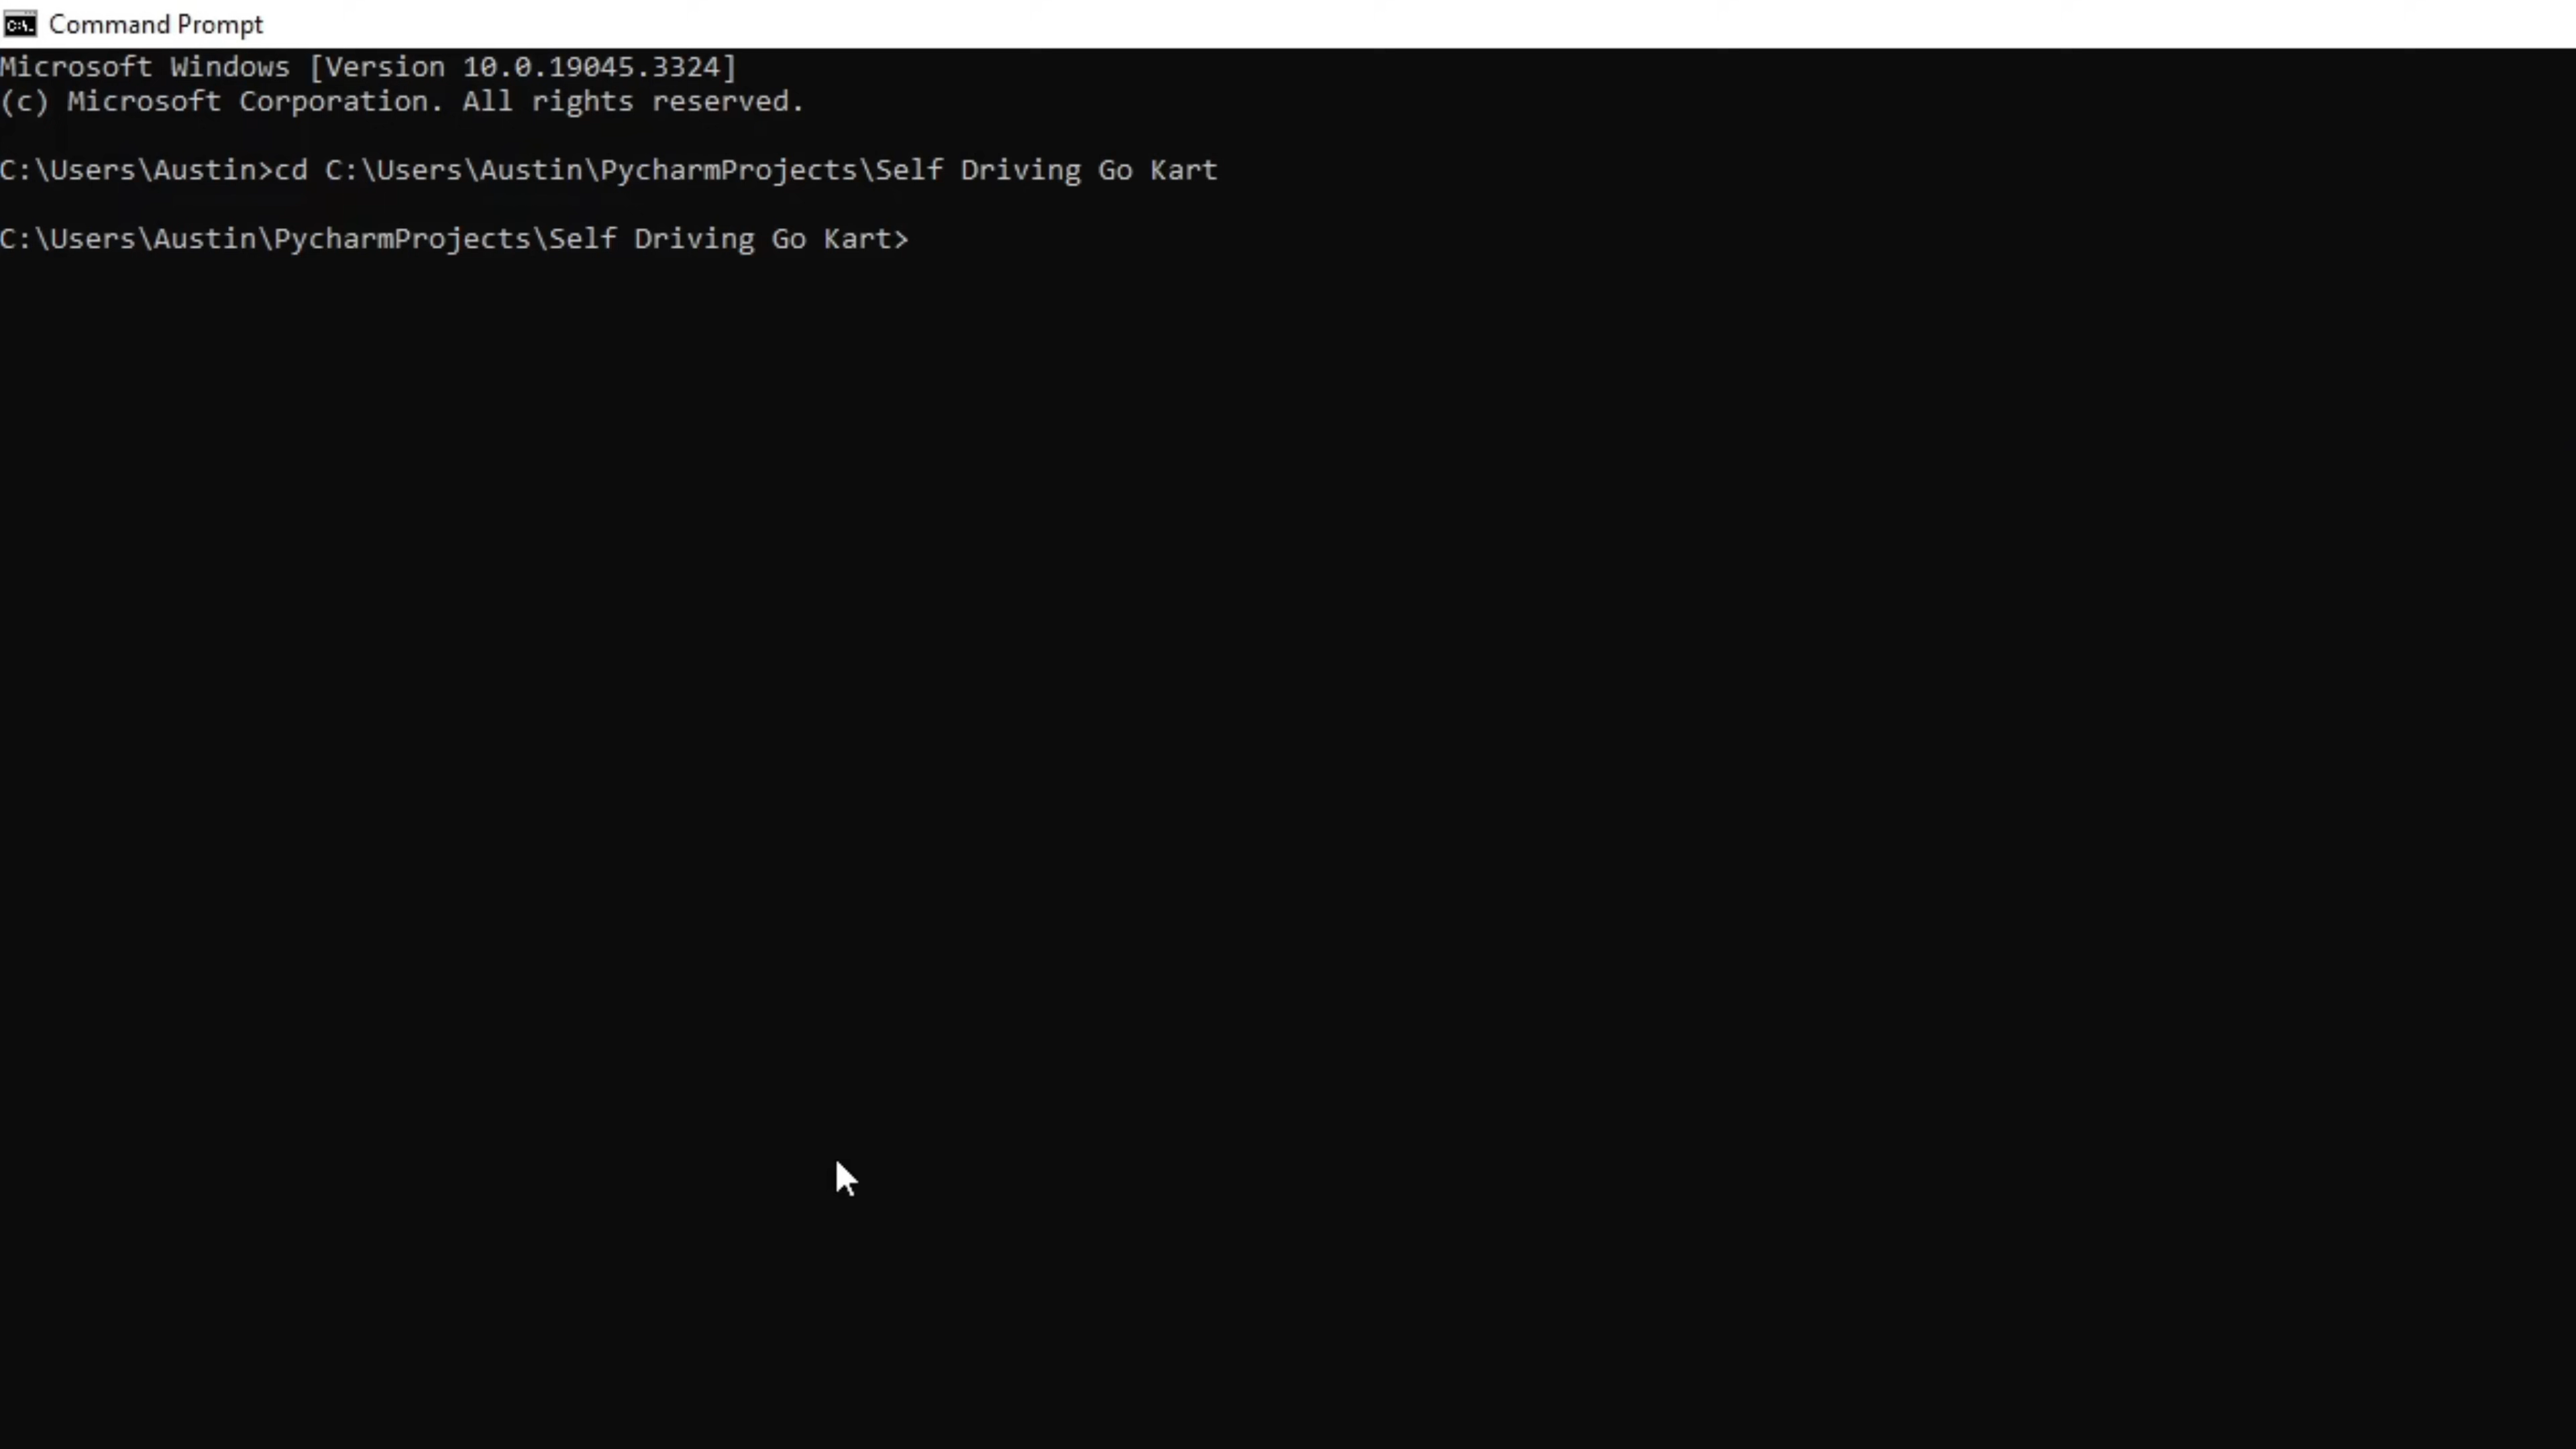 Command Prompt
Microsoft Windows [Version 10.0.19045.3324]
(c) Microsoft Corporation. All rights reserved.
C:\Users\Austin>cd C:\Users\Austin\PycharmProjects\Self Driving Go Kart
C:\Users\Austin\PycharmProjects\Self Driving Go Kart>